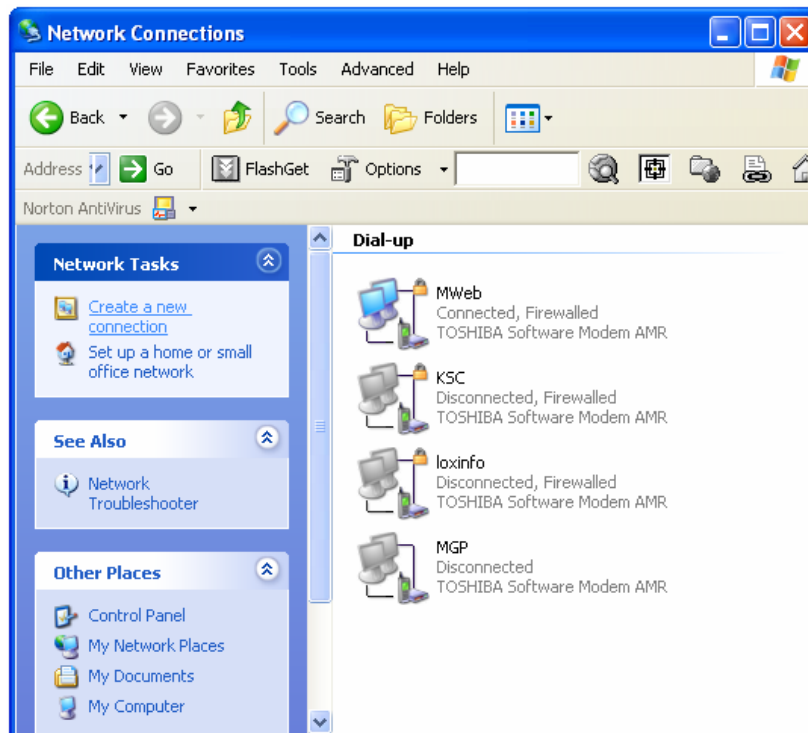 Network Connections
File Edit View Favorites Tools Advanced Help
Back Search Folders
Address Go FlashGet Options
Norton AntiVirus
Network Tasks
Create a new
connection
Set up a home or small
office network
See Also
Network
Troubleshooter
Other Places
Control Panel
My Network Places
My Documents
My Computer
Dial-up
MWeb
Connected, Firewalled
TOSHIBA Software Modem AMR
KSC
Disconnected, Firewalled
TOSHIBA Software Modem AMR
loxinfo
Disconnected, Firewalled
TOSHIBA Software Modem AMR
MGP
Disconnected
TOSHIBA Software Modem AMR